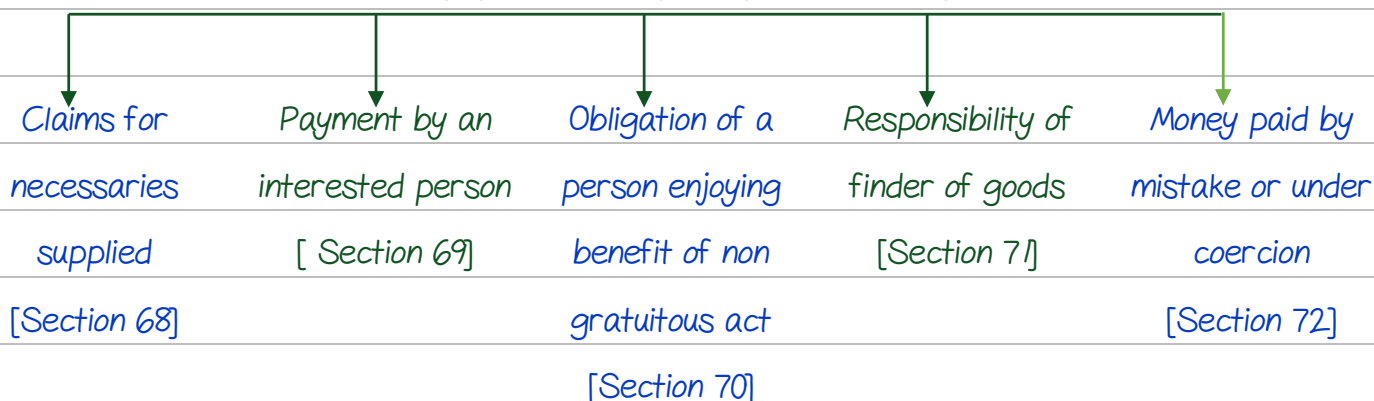 Claims for
necessaries
supplied
[Section 68]
Payment by an
interested person
[ Section 69]
Obligation of a
person enjoying
benefit of non
gratuitous act
[Section 70]
Responsibility of
finder of goods
[Section 71]
Money paid by
mistake or under
coercion
[Section 72]